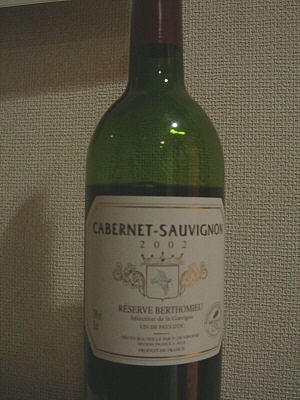 CABERNET-SAUVIGNON
2002
RÉSERVE BERTHOMIEU
Sélection de la Garrigue
VIN DE PAYS D'OC
PRODUIT DE FRANCE